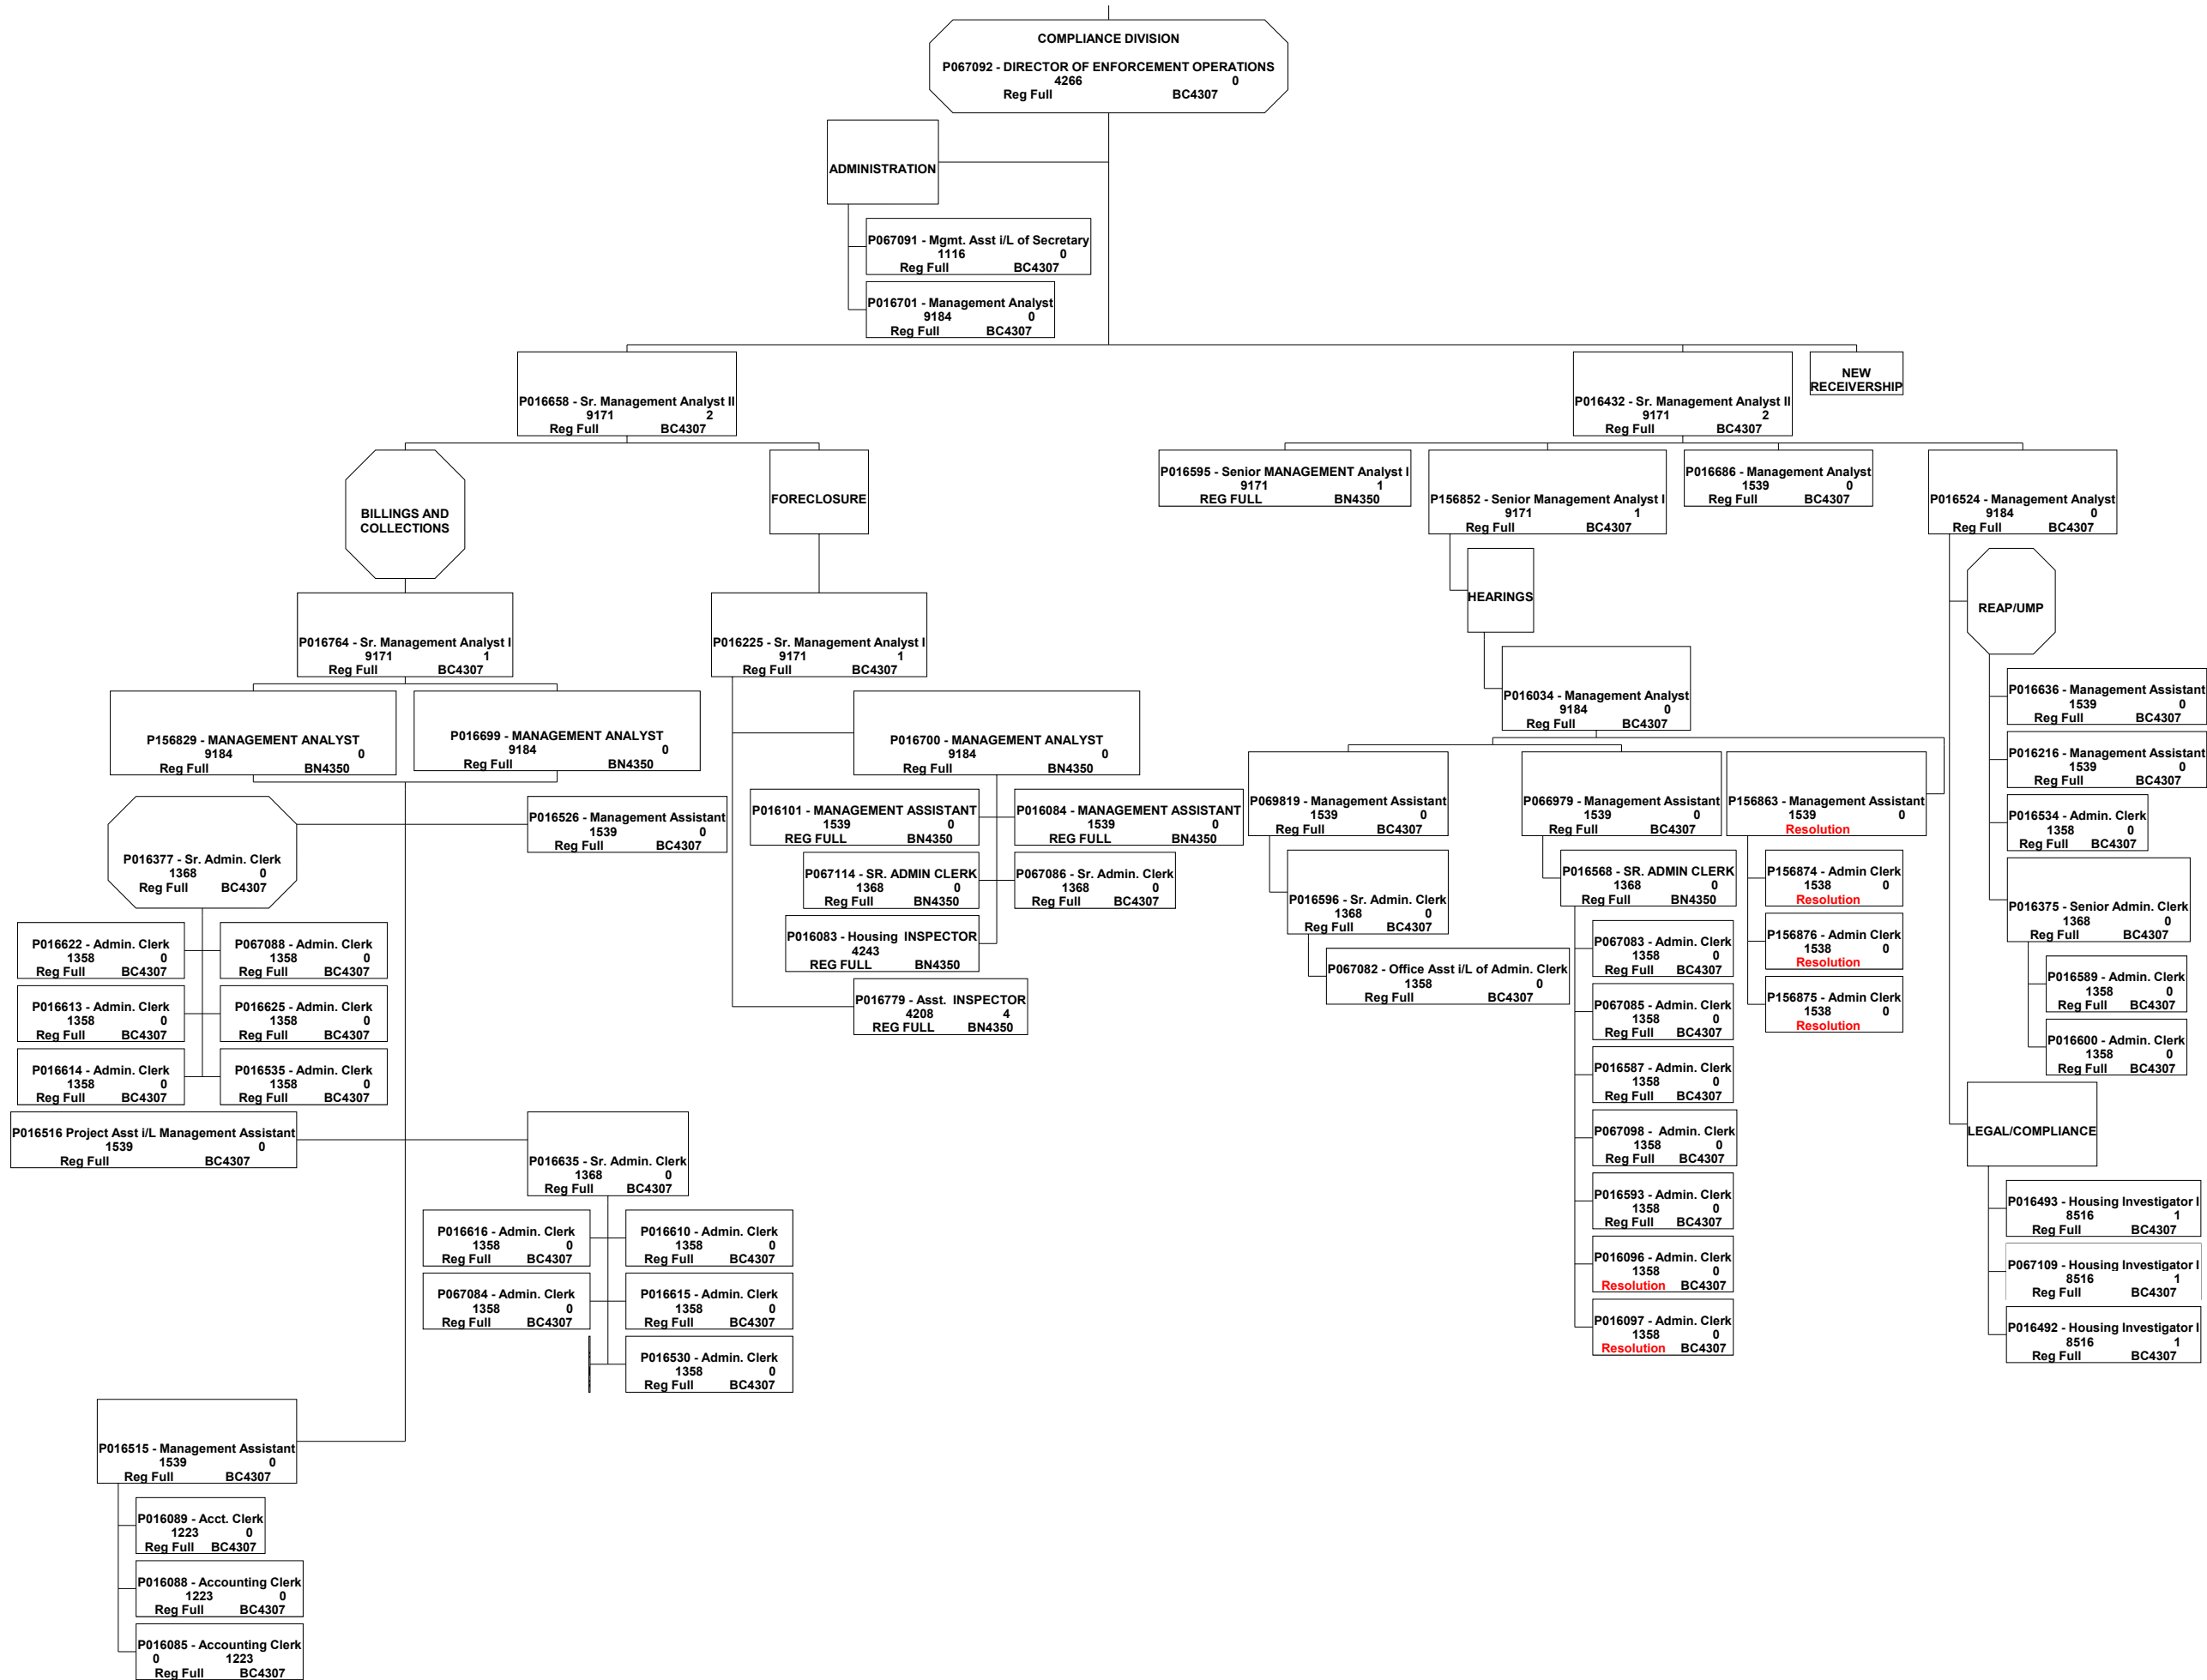 COMPLIANCE DIVISION
P067092 - DIRECTOR OF ENFORCEMENT OPERATIONS
4266 0
Reg Full BC4307
ADMINISTRATION
P067091 - Mgmt. Asst i/L of Secretary
1116 0
Reg Full BC4307
P016701 - Management Analyst
9184 0
Reg Full BC4307
P016658 - Sr. Management Analyst II
9171 2
Reg Full BC4307
BILLINGS AND
COLLECTIONS
P016764 - Sr. Management Analyst I
9171 1
Reg Full BC4307
P156829 - MANAGEMENT ANALYST
9184 0
Reg Full BN4350
P016699 - MANAGEMENT ANALYST
9184 0
Reg Full BN4350
P016377 - Sr. Admin. Clerk
1368 0
Reg Full BC4307
P016526 - Management Assistant
1539 0
Reg Full BC4307
P016622 - Admin. Clerk
1358 0
Reg Full BC4307
P067088 - Admin. Clerk
1358 0
Reg Full BC4307
P016613 - Admin. Clerk
1358 0
Reg Full BC4307
P016625 - Admin. Clerk
1358 0
Reg Full BC4307
P016614 - Admin. Clerk
1358 0
Reg Full BC4307
P016535 - Admin. Clerk
1358 0
Reg Full BC4307
P016516 Project Asst i/L Management Assistant
1539 0
Reg Full BC4307
P016635 - Sr. Admin. Clerk
1368 0
Reg Full BC4307
P016616 - Admin. Clerk
1358 0
Reg Full BC4307
P016610 - Admin. Clerk
1358 0
Reg Full BC4307
P067084 - Admin. Clerk
1358 0
Reg Full BC4307
P016615 - Admin. Clerk
1358 0
Reg Full BC4307
P016530 - Admin. Clerk
1358 0
Reg Full BC4307
P016515 - Management Assistant
1539 0
Reg Full BC4307
P016089 - Acct. Clerk
1223 0
Reg Full BC4307
P016088 - Accounting Clerk
1223 0
Reg Full BC4307
P016085 - Accounting Clerk
0 1223
Reg Full BC4307
FORECLOSURE
P016225 - Sr. Management Analyst I
9171 1
Reg Full BC4307
P016700 - MANAGEMENT ANALYST
9184 0
Reg Full BN4350
P016101 - MANAGEMENT ASSISTANT
1539 0
REG FULL BN4350
P016084 - MANAGEMENT ASSISTANT
1539 0
REG FULL BN4350
P067114 - SR. ADMIN CLERK
1368 0
Reg Full BN4350
P067086 - Sr. Admin. Clerk
1368 0
Reg Full BC4307
P016083 - Housing INSPECTOR
4243
REG FULL BN4350
P016779 - Asst. INSPECTOR
4208 4
REG FULL BN4350
P016432 - Sr. Management Analyst II
9171 2
Reg Full BC4307
NEW
RECEIVERSHIP
P016595 - Senior MANAGEMENT Analyst I
9171 1
REG FULL BN4350
P156852 - Senior Management Analyst I
9171 1
Reg Full BC4307
P016686 - Management Analyst
1539 0
Reg Full BC4307
P016524 - Management Analyst
9184 0
Reg Full BC4307
HEARINGS
P016034 - Management Analyst
9184 0
Reg Full BC4307
P069819 - Management Assistant
1539 0
Reg Full BC4307
P016596 - Sr. Admin. Clerk
1368 0
Reg Full BC4307
P067082 - Office Asst i/L of Admin. Clerk
1358 0
Reg Full BC4307
P066979 - Management Assistant
1539 0
Reg Full BC4307
P016568 - SR. ADMIN CLERK
1368 0
Reg Full BN4350
P067083 - Admin. Clerk
1358 0
Reg Full BC4307
P067085 - Admin. Clerk
1358 0
Reg Full BC4307
P016587 - Admin. Clerk
1358 0
Reg Full BC4307
P067098 - Admin. Clerk
1358 0
Reg Full BC4307
P016593 - Admin. Clerk
1358 0
Reg Full BC4307
P016096 - Admin. Clerk
1358 0
Resolution BC4307
P016097 - Admin. Clerk
1358 0
Resolution BC4307
P156863 - Management Assistant
1539 0
Resolution
P156874 - Admin Clerk
1538 0
Resolution
P156876 - Admin Clerk
1538 0
Resolution
P156875 - Admin Clerk
1538 0
Resolution
REAP/UMP
P016636 - Management Assistant
1539 0
Reg Full BC4307
P016216 - Management Assistant
1539 0
Reg Full BC4307
P016534 - Admin. Clerk
1358 0
Reg Full BC4307
P016375 - Senior Admin. Clerk
1368 0
Reg Full BC4307
P016589 - Admin. Clerk
1358 0
Reg Full BC4307
P016600 - Admin. Clerk
1358 0
Reg Full BC4307
LEGAL/COMPLIANCE
P016493 - Housing Investigator I
8516 1
Reg Full BC4307
P067109 - Housing Investigator I
8516 1
Reg Full BC4307
P016492 - Housing Investigator I
8516 1
Reg Full BC4307